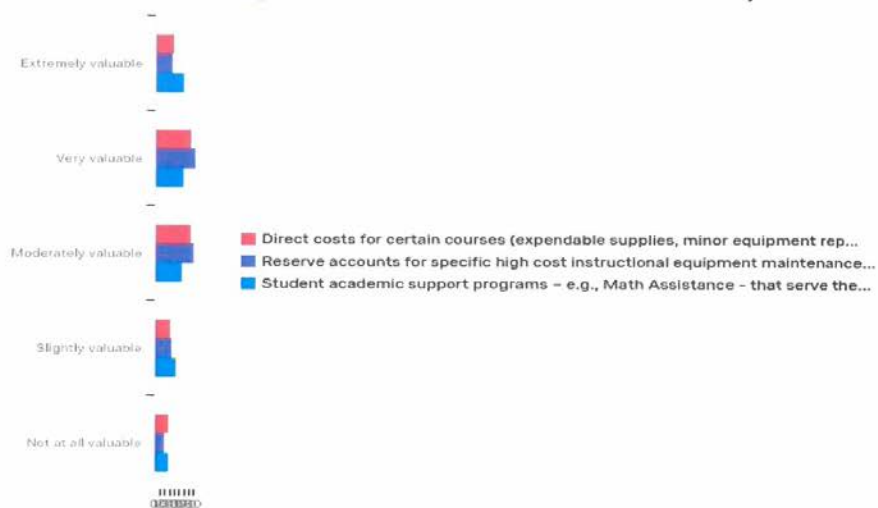 Extremely valuable
Very valuable
Moderately valuable
Direct costs for certain courses (expendable supplies, minor equipment rep...
Reserve accounts for specific high cost instructional equipment maintenance...
Student academic support programs – e.g., Math Assistance - that serve the...
Slightly valuable
Not at all valuable